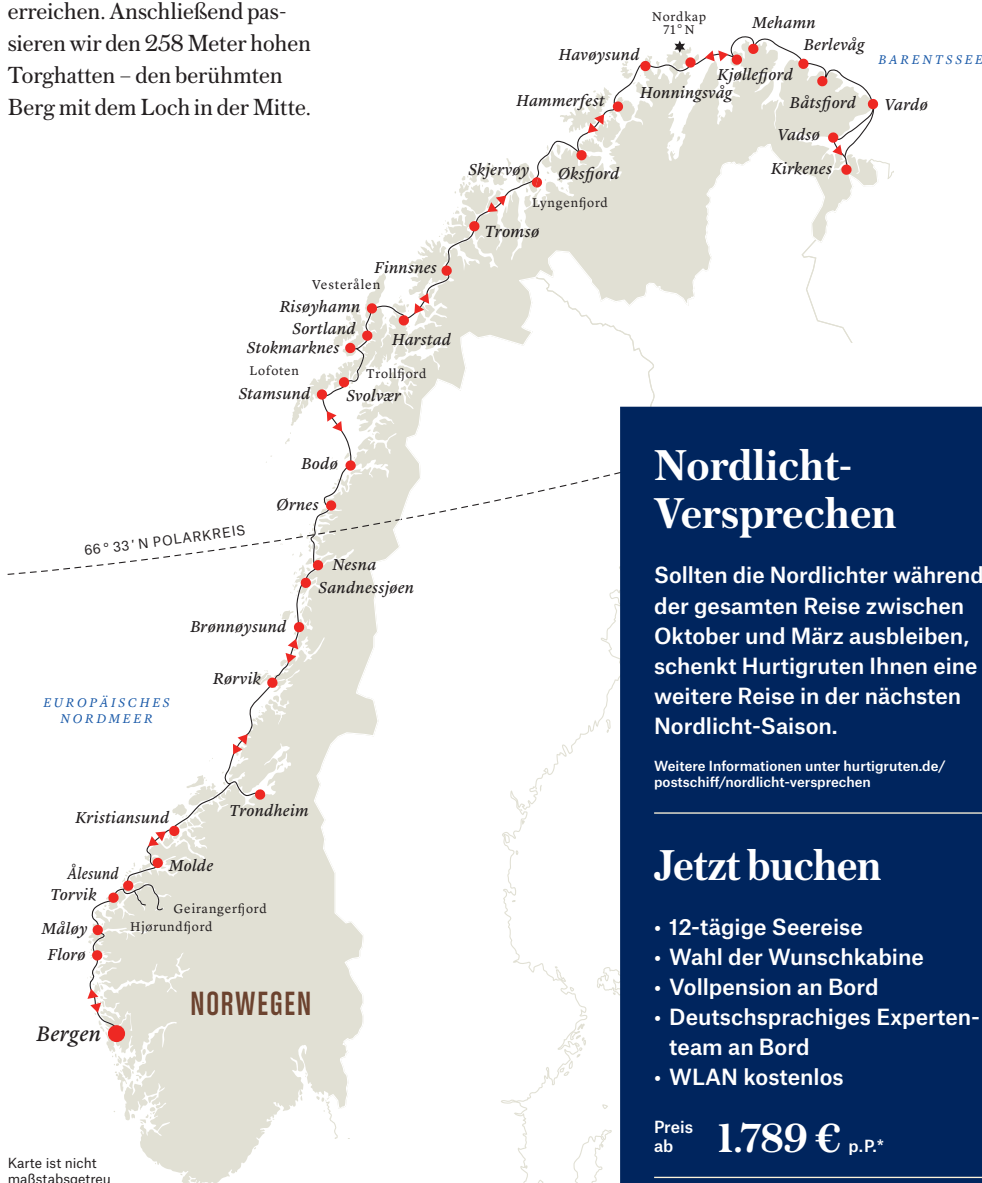 erreichen. Anschließend pas-
sieren wir den 258 Meter hohen
Torghatten – den berühmten
Berg mit dem Loch in der Mitte.
Nordkap
71° N
Mehamn
Berlevåg
BARENTSSEE
Havøysund
Kjøllefjord
Honningsvåg
Hammerfest
Båtsfjord
Vardø
Vadsø
Kirkenes
Skjervøy
Øksfjord
Lyngenfjord
Tromsø
Finnsnes
Vesterålen
Risøyhamn
Sortland
Harstad
Stokmarknes
Lofoten
Trollfjord
Stamsund
Svolvær
Bodø
Ørnes
66° 33' N POLARKREIS
Nesna
Sandnessjøen
Brønnøysund
Rørvik
EUROPÄISCHES
NORDMEER
Trondheim
Kristiansund
Molde
Ålesund
Torvik
Geirangerfjord
Hjørundfjord
Måløy
Florø
NORWEGEN
Bergen
Karte ist nicht
maßstabsgetreu
Nordlicht-
Versprechen
Sollten die Nordlichter während
der gesamten Reise zwischen
Oktober und März ausbleiben,
schenkt Hurtigruten Ihnen eine
weitere Reise in der nächsten
Nordlicht-Saison.
Weitere Informationen unter hurtigruten.de/
postschiff/nordlicht-versprechen
Jetzt buchen
• 12-tägige Seereise
• Wahl der Wunschkabine
• Vollpension an Bord
• Deutschsprachiges Experten-
team an Bord
• WLAN kostenlos
Preis
ab 1.789 € p.P.*